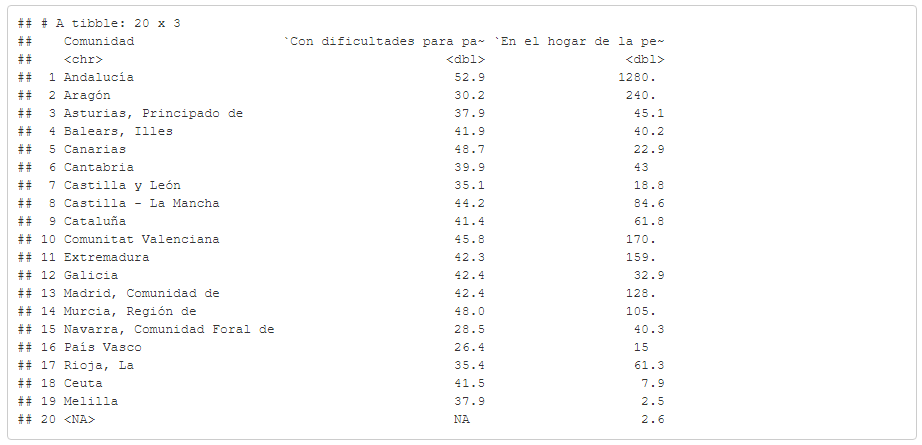 ## # A tibble: 20 x 3
##    Comunidad                   `Con dificultades para pa~ `En el hogar de la pe~
##    <chr>                                            <dbl>                  <dbl>
##  1 Andalucía                                         52.9                 1280.
##  2 Aragón                                            30.2                  240.
##  3 Asturias, Principado de                           37.9                   45.1
##  4 Balears, Illes                                    41.9                   40.2
##  5 Canarias                                          48.7                   22.9
##  6 Cantabria                                         39.9                   43
##  7 Castilla y León                                   35.1                   18.8
##  8 Castilla - La Mancha                              44.2                   84.6
##  9 Cataluña                                          41.4                   61.8
## 10 Comunitat Valenciana                              45.8                  170.
## 11 Extremadura                                       42.3                  159.
## 12 Galicia                                           42.4                   32.9
## 13 Madrid, Comunidad de                              42.4                  128.
## 14 Murcia, Región de                                 48.0                  105.
## 15 Navarra, Comunidad Foral de                       28.5                   40.3
## 16 País Vasco                                        26.4                   15
## 17 Rioja, La                                         35.4                   61.3
## 18 Ceuta                                             41.5                    7.9
## 19 Melilla                                           37.9                    2.5
## 20 <NA>                                              NA                      2.6